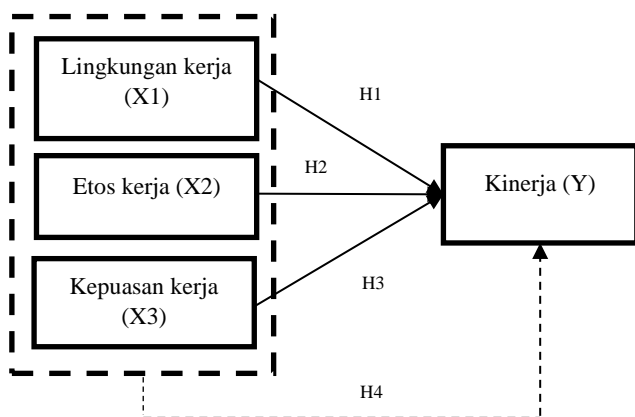 Lingkungan kerja
(X1)
H1
Etos kerja (X2)
H2
Kinerja (Y)
Kepuasan kerja
(X3)
H3
H4